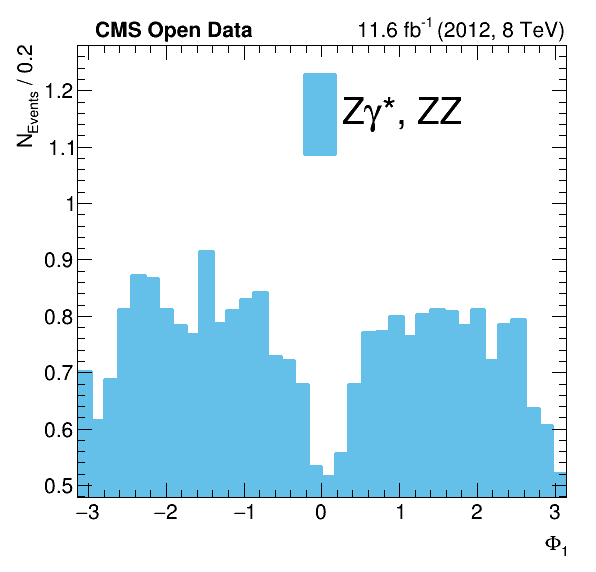 CMS Open Data 11.6 fb⁻¹ (2012, 8 TeV)
N_Events / 0.2
Zγ*, ZZ
1.2
1.1
1
0.9
0.8
0.7
0.6
0.5
−3 −2 −1 0 1 2 3
Φ₁